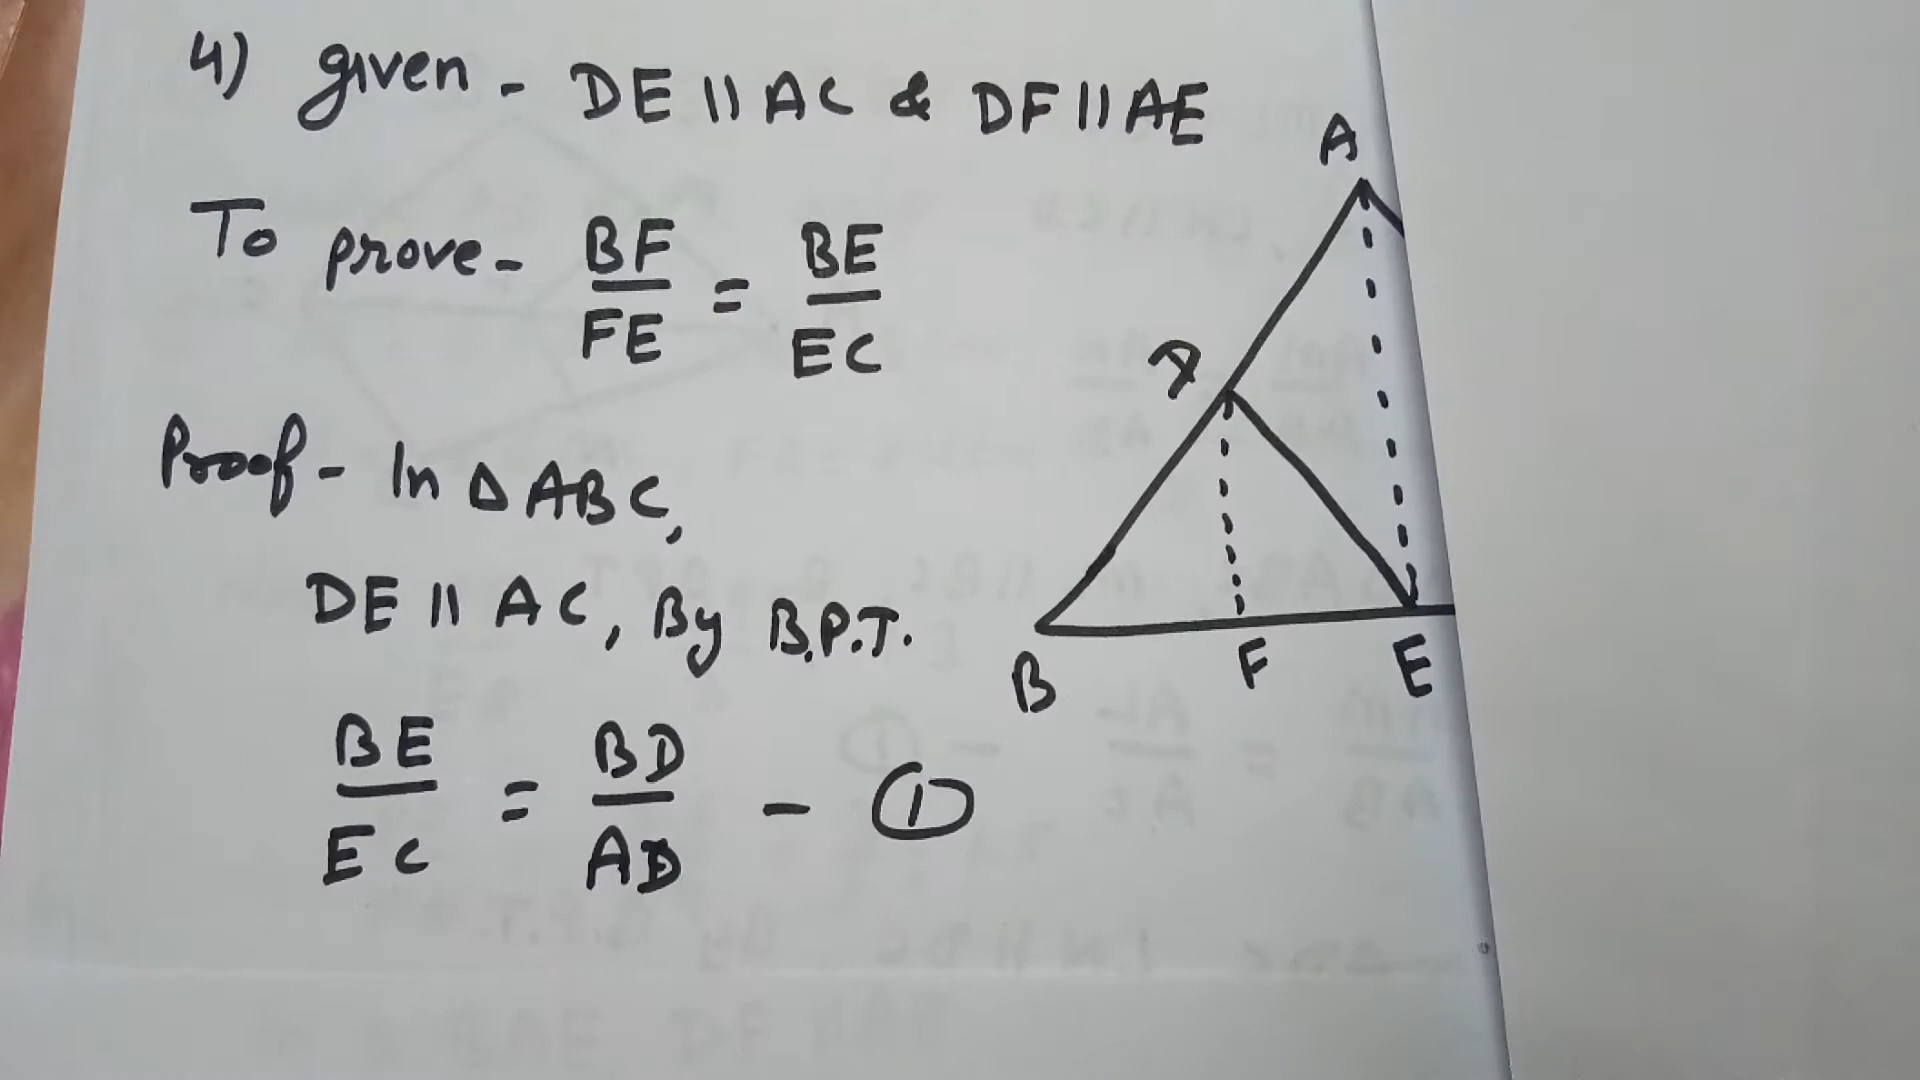 4) given - DE || AC & DF || AE
To prove - BF/FE = BE/EC
Proof - In △ ABC,
DE || AC, By B.P.T.
BE/EC = BD/AD - ①
A
D
B F E